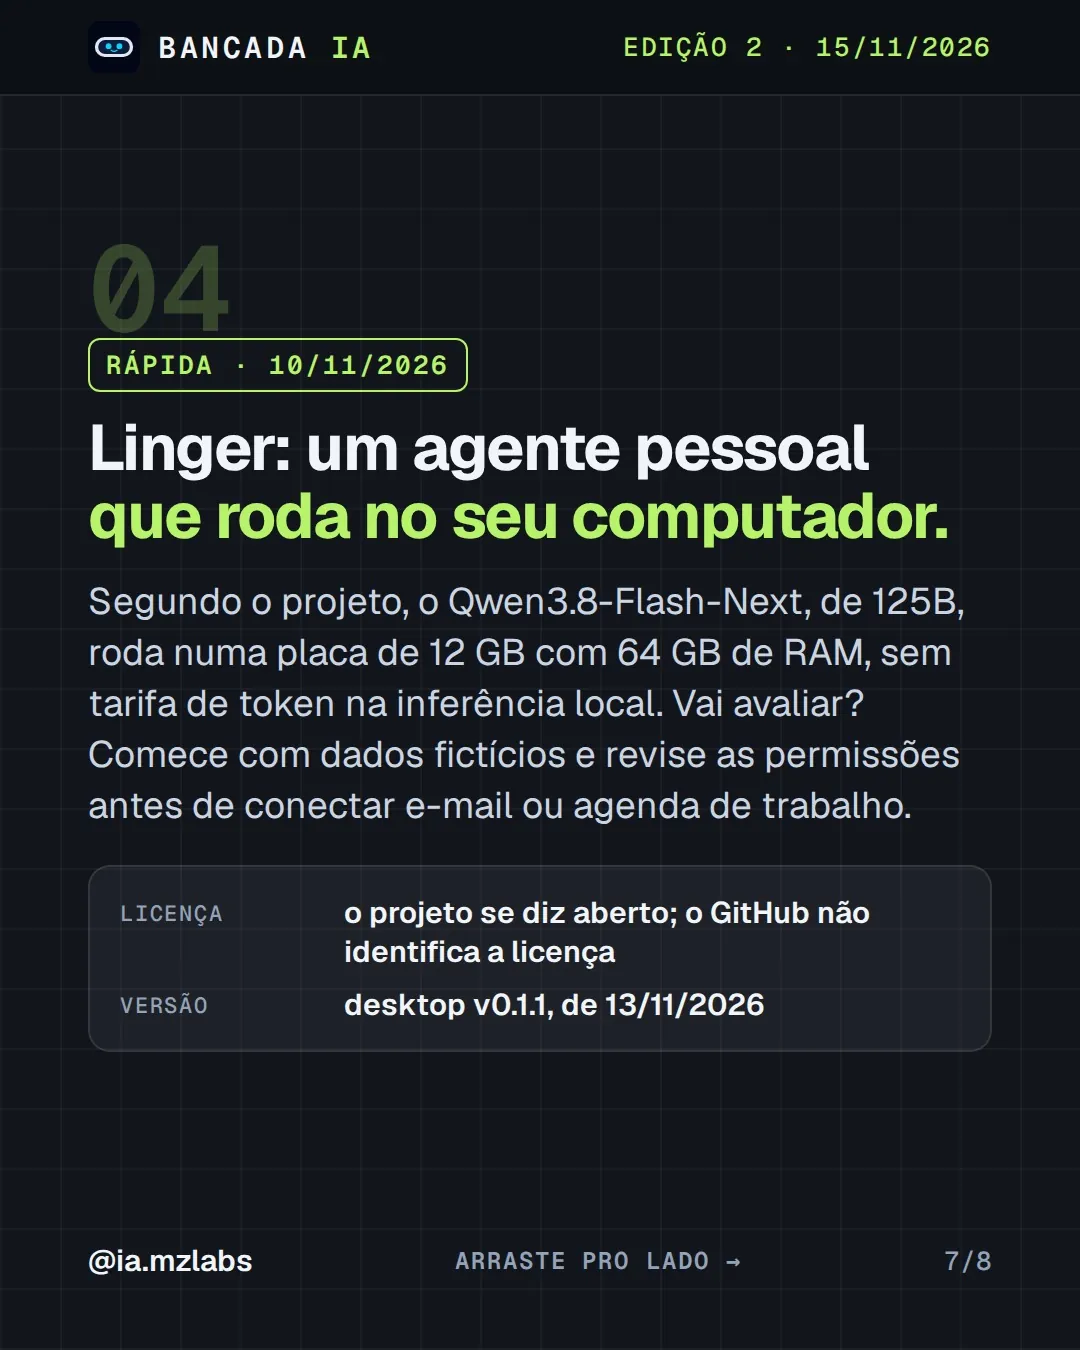 BANCADA IA
EDIÇÃO 2 · 15/11/2026
04
RÁPIDA · 10/11/2026
Linger: um agente pessoal
que roda no seu computador.
Segundo o projeto, o Qwen3.8-Flash-Next, de 125B,
roda numa placa de 12 GB com 64 GB de RAM, sem
tarifa de token na inferência local. Vai avaliar?
Comece com dados fictícios e revise as permissões
antes de conectar e-mail ou agenda de trabalho.
LICENÇA
o projeto se diz aberto; o GitHub não
identifica a licença
VERSÃO
desktop v0.1.1, de 13/11/2026
@ia.mzlabs
ARRASTE PRO LADO →
7/8